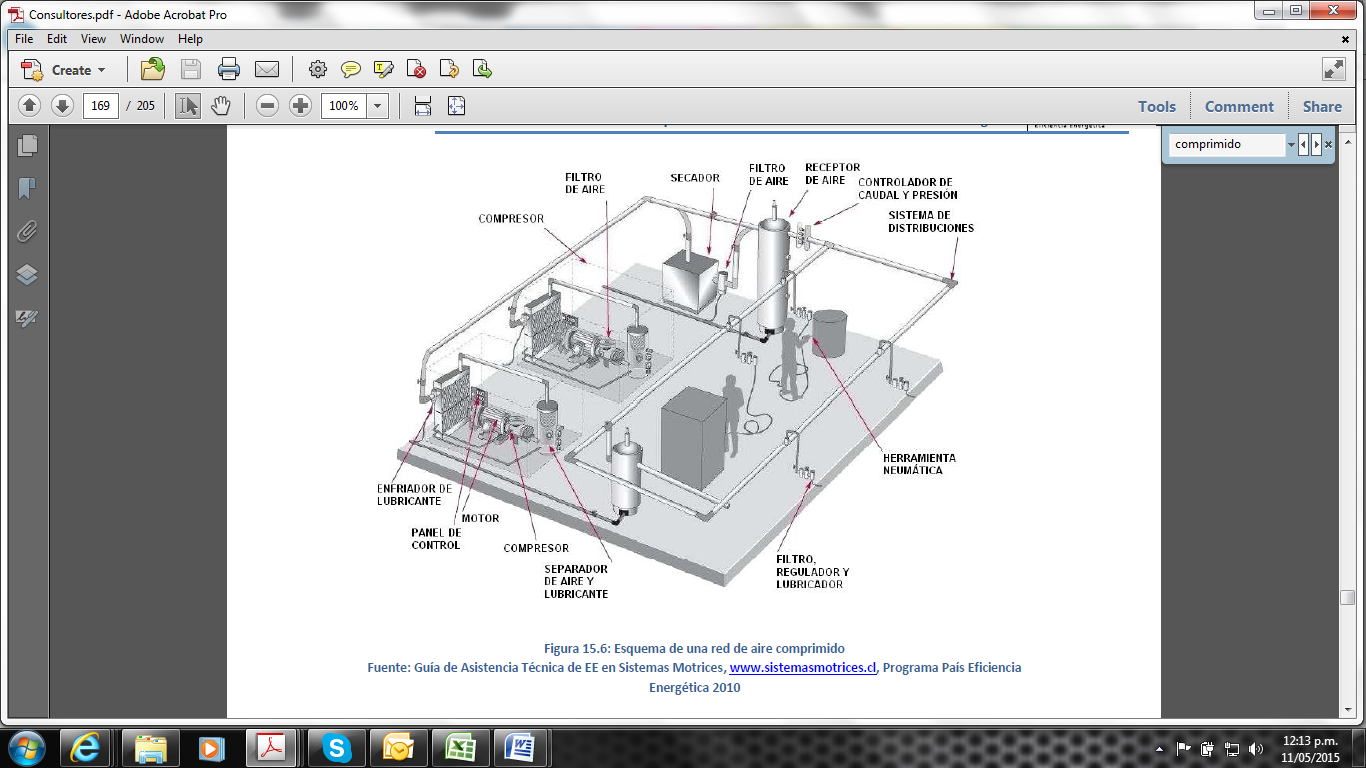 Consultores.pdf - Adobe Acrobat Pro
File Edit View Window Help
Create
169 / 205
100%
Tools Comment Share
comprimido
Eficiencia Energética
FILTRO
DE AIRE
SECADOR
FILTRO
DE AIRE
RECEPTOR
DE AIRE
CONTROLADOR DE
CAUDAL Y PRESIÓN
SISTEMA DE
DISTRIBUCIONES
COMPRESOR
HERRAMIENTA
NEUMÁTICA
ENFRIADOR DE
LUBRICANTE
MOTOR
PANEL DE
CONTROL
COMPRESOR
SEPARADOR
DE AIRE Y
LUBRICANTE
FILTRO,
REGULADOR Y
LUBRICADOR
Figura 15.6: Esquema de una red de aire comprimido
Fuente: Guía de Asistencia Técnica de EE en Sistemas Motrices, www.sistemasmotrices.cl, Programa País Eficiencia
Energética 2010
12:13 p.m.
11/05/2015